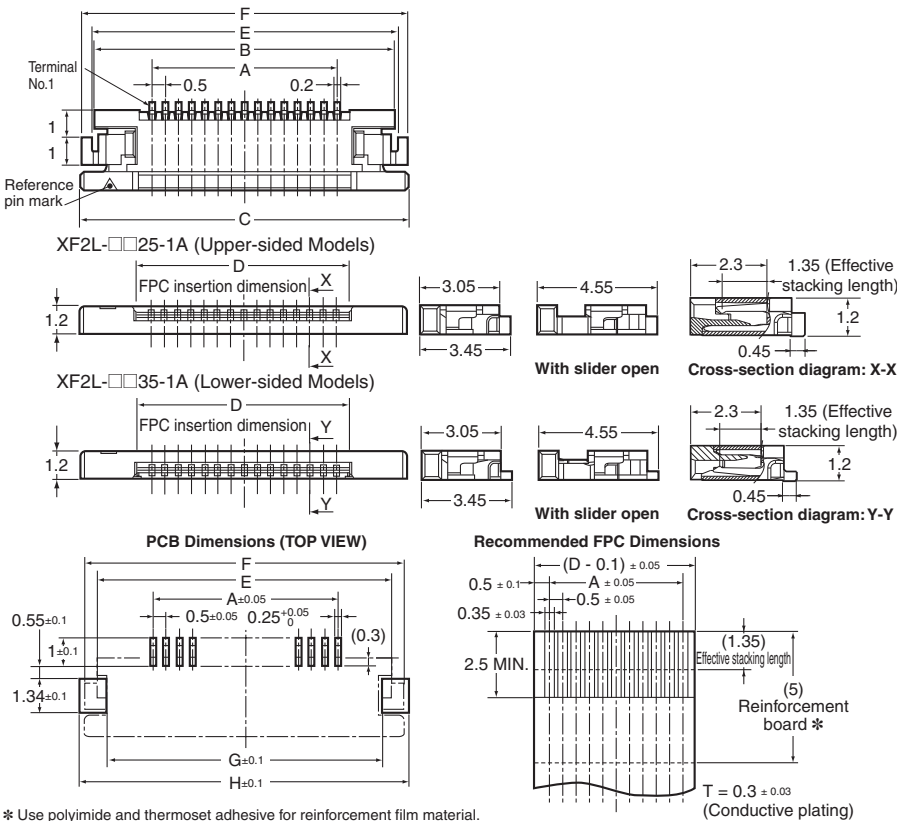 F
E
B
A
Terminal
No.1
0.5
0.2
1
1
Reference
pin mark
C
XF2L-□□25-1A (Upper-sided Models)
D
FPC insertion dimension
X
X
1.2
3.05
3.45
4.55
With slider open
2.3
1.35 (Effective
stacking length)
1.2
0.45
Cross-section diagram: X-X
XF2L-□□35-1A (Lower-sided Models)
D
FPC insertion dimension
Y
Y
1.2
3.05
3.45
4.55
With slider open
2.3
1.35 (Effective
stacking length)
1.2
0.45
Cross-section diagram: Y-Y
PCB Dimensions (TOP VIEW)
F
E
A±0.05
0.5±0.05
0.25 +0.05 0
0.55±0.1
1±0.1
(0.3)
1.34±0.1
G±0.1
H±0.1
Recommended FPC Dimensions
(D - 0.1) ± 0.05
0.5 ± 0.1
A ± 0.05
0.5 ± 0.05
0.35 ± 0.03
2.5 MIN.
(1.35)
Effective stacking length
(5)
Reinforcement
board ✻
T = 0.3 ± 0.03
(Conductive plating)
✻ Use polyimide and thermoset adhesive for reinforcement film material.